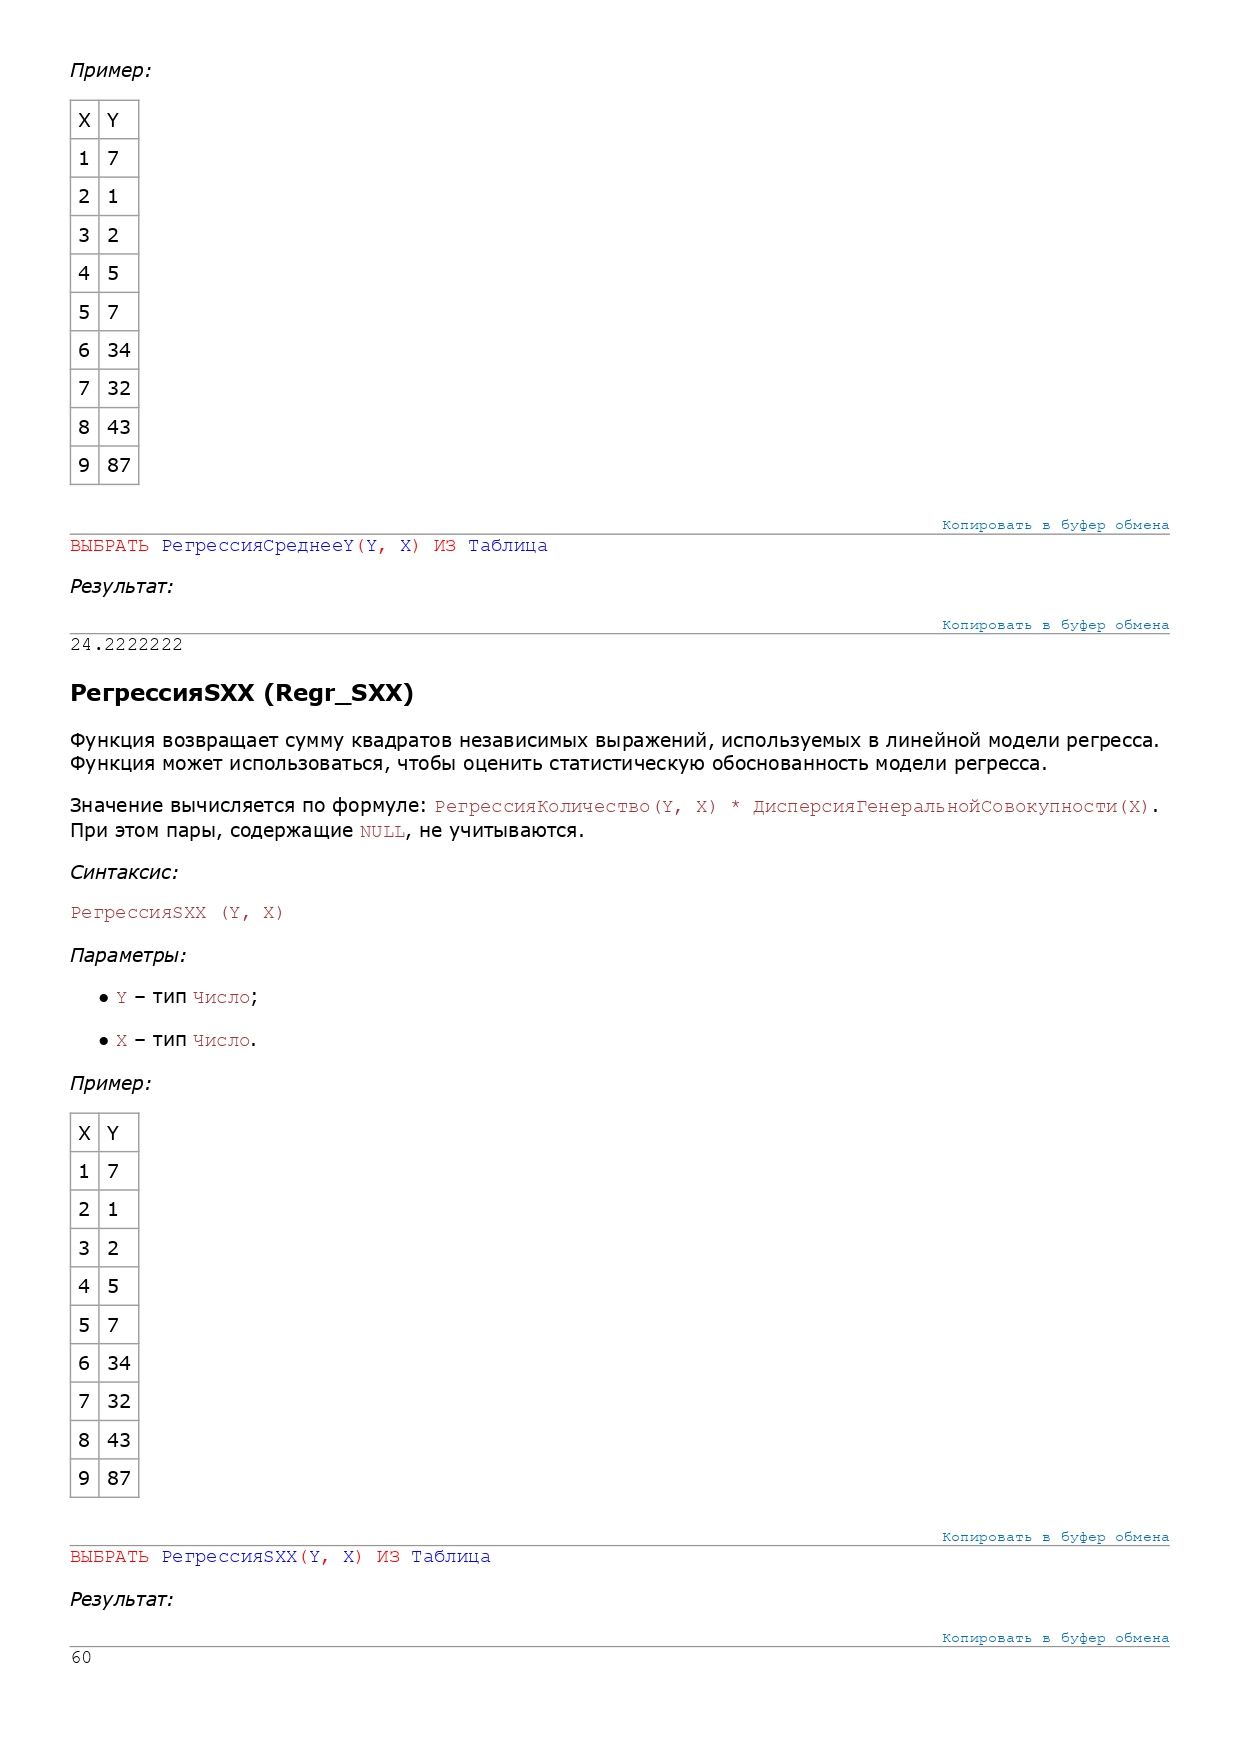 Пример:
X Y
1 7
2 1
3 2
4 5
5 7
6 34
7 32
8 43
9 87
Копировать в буфер обмена
ВЫБРАТЬ РегрессияСреднееY(Y, X) ИЗ Таблица
Результат:
Копировать в буфер обмена
24.2222222
РегрессияSXX (Regr_SXX)
Функция возвращает сумму квадратов независимых выражений, используемых в линейной модели регресса.
Функция может использоваться, чтобы оценить статистическую обоснованность модели регресса.
Значение вычисляется по формуле: РегрессияКоличество(Y, X) * ДисперсияГенеральнойСовокупности(X).
При этом пары, содержащие NULL, не учитываются.
Синтаксис:
РегрессияSXX (Y, X)
Параметры:
● Y – тип Число;
● X – тип Число.
Пример:
X Y
1 7
2 1
3 2
4 5
5 7
6 34
7 32
8 43
9 87
Копировать в буфер обмена
ВЫБРАТЬ РегрессияSXX(Y, X) ИЗ Таблица
Результат:
Копировать в буфер обмена
60